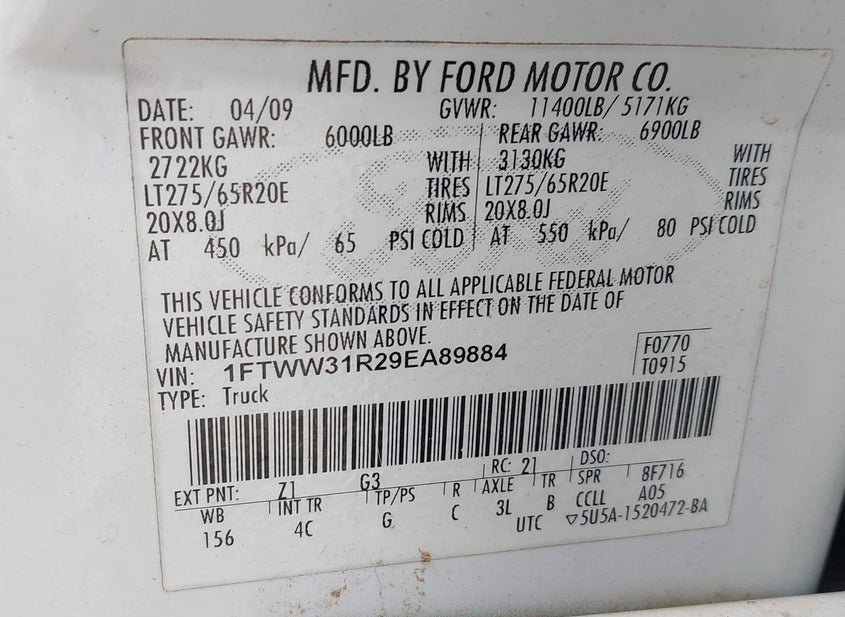 MFD. BY FORD MOTOR CO.
DATE: 04/09 GVWR: 11400LB/ 5171KG
FRONT GAWR: 6000LB REAR GAWR: 6900LB
2722KG WITH 3130KG WITH
LT275/65R20E TIRES LT275/65R20E TIRES
20X8.0J RIMS 20X8.0J RIMS
AT 450 kPa/ 65 PSI COLD AT 550 kPa/ 80 PSI COLD
THIS VEHICLE CONFORMS TO ALL APPLICABLE FEDERAL MOTOR
VEHICLE SAFETY STANDARDS IN EFFECT ON THE DATE OF
MANUFACTURE SHOWN ABOVE.
VIN: 1FTWW31R29EA89884 F0770
TYPE: Truck T0915
EXT PNT: Z1 G3 RC: 21 DSO:
WB INT TR TP/PS R AXLE TR SPR 8F716
156 4C G C 3L B CCLL A05
UTC ▽5U5A-1520472-BA